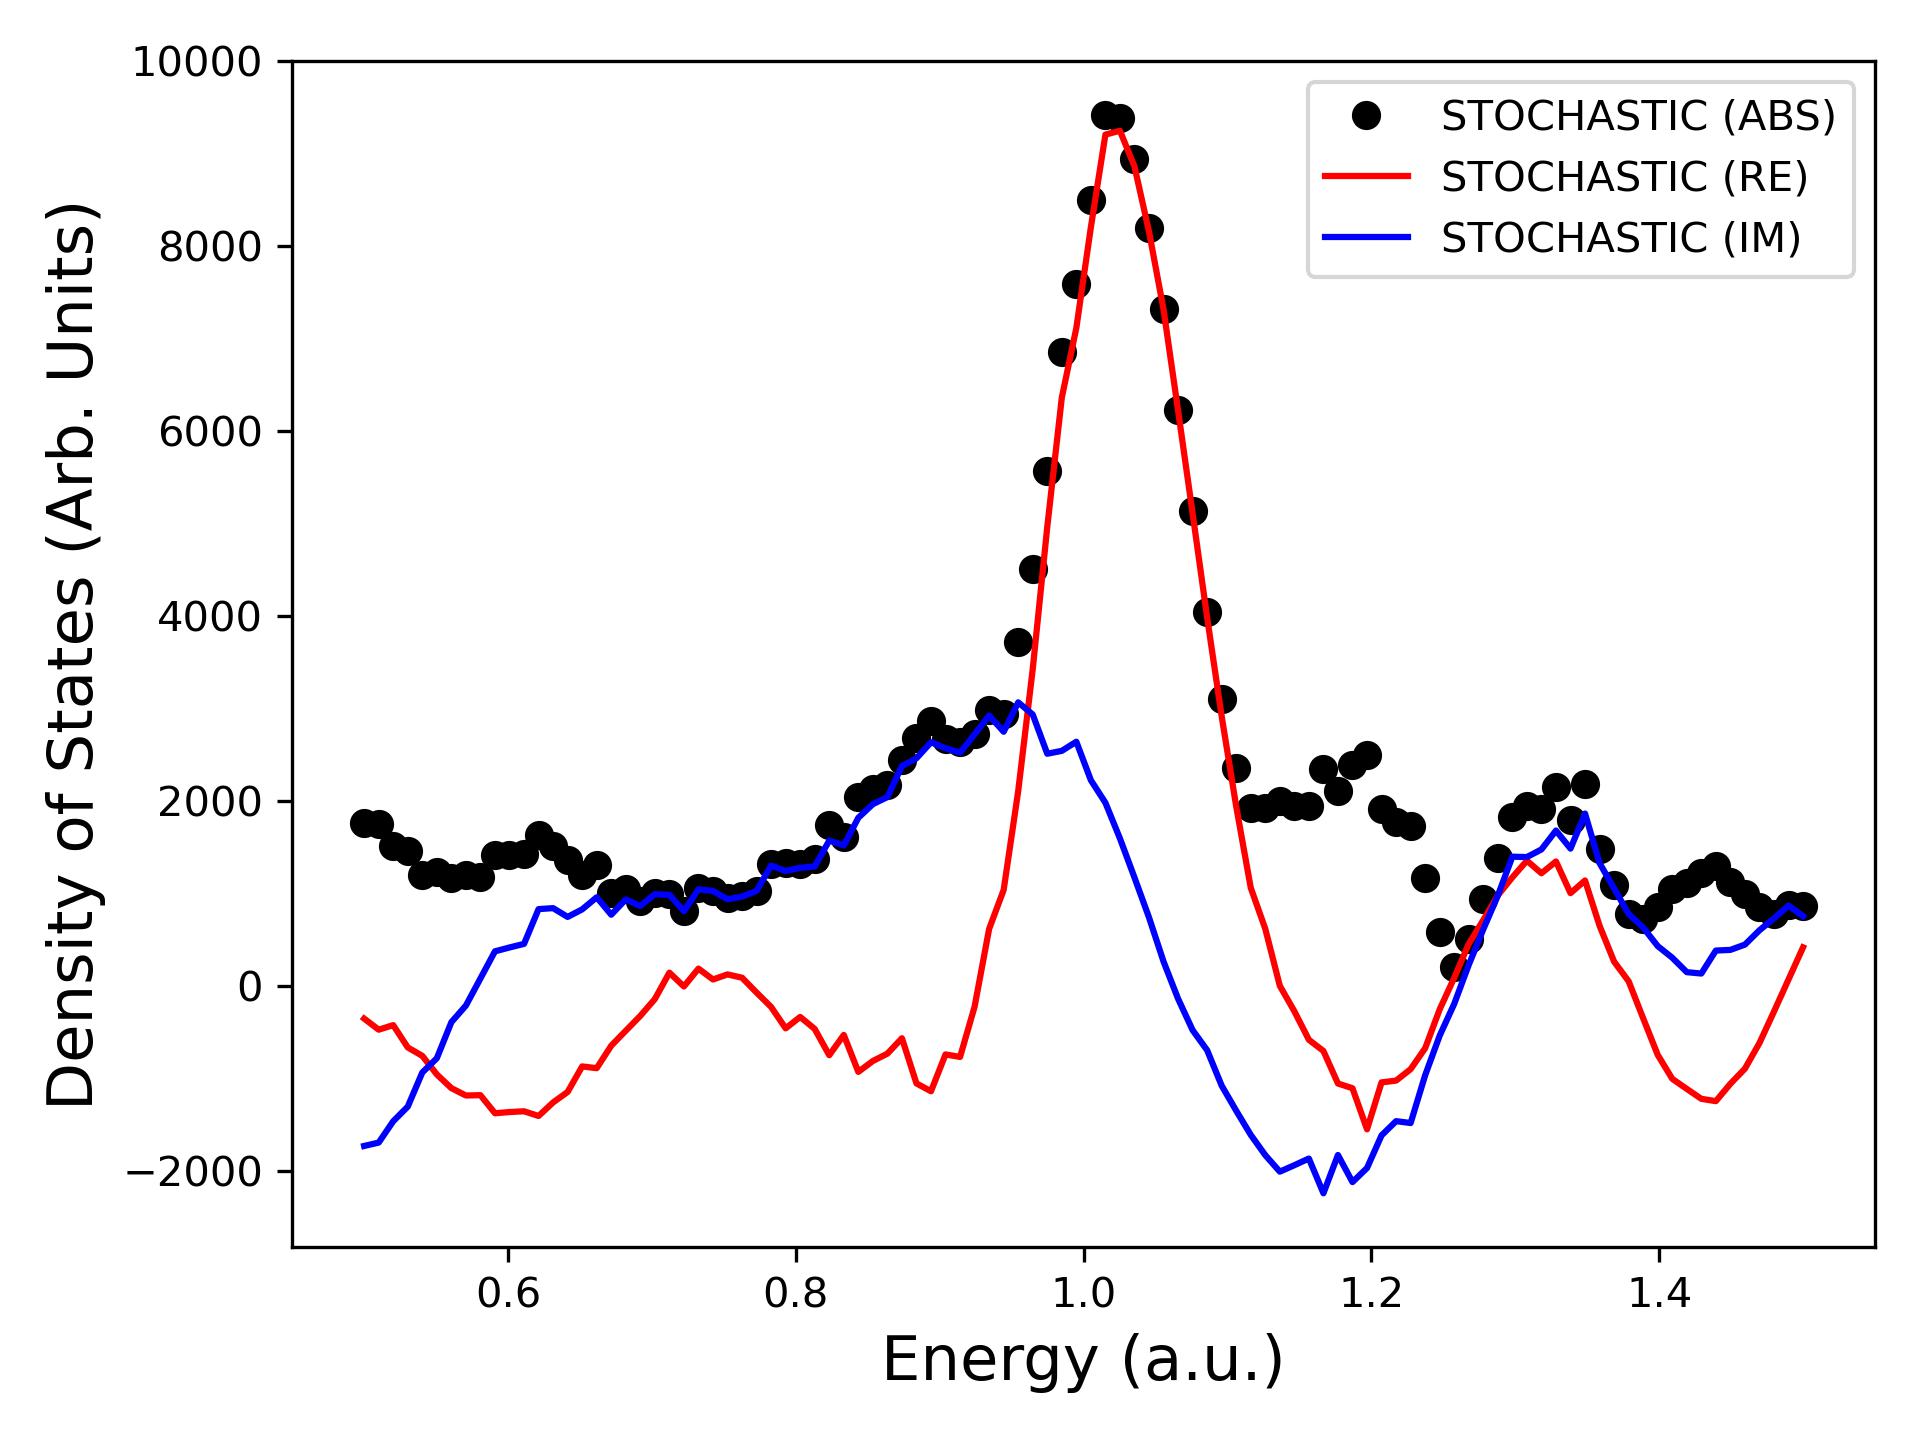 10000
8000
6000
4000
2000
0
−2000
Density of States (Arb. Units)
STOCHASTIC (ABS)
STOCHASTIC (RE)
STOCHASTIC (IM)
0.6 0.8 1.0 1.2 1.4
Energy (a.u.)